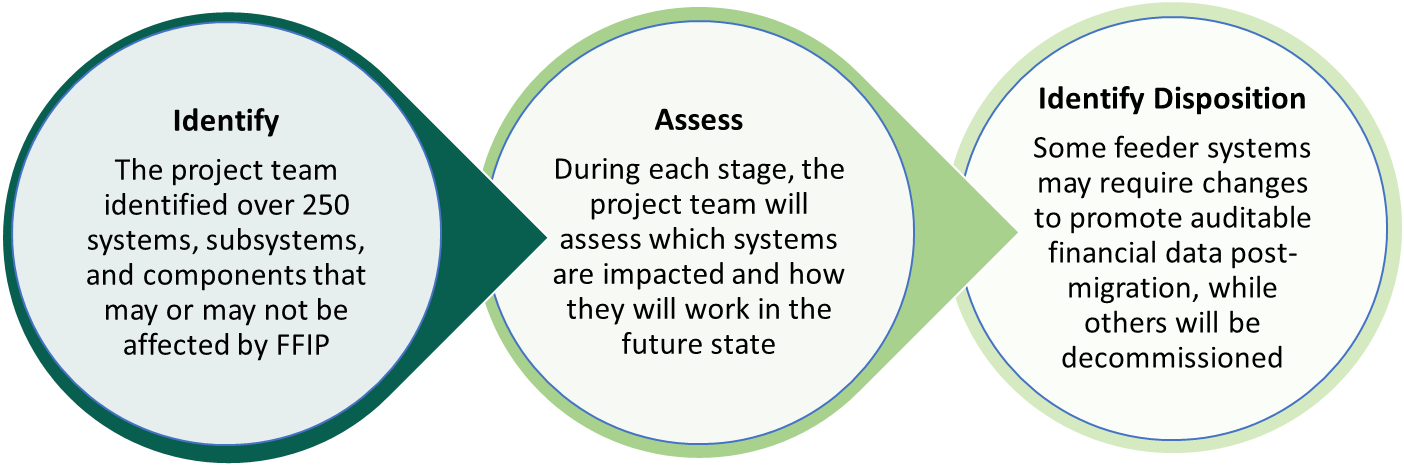 Identify
The project team
identified over 250
systems, subsystems,
and components that
may or may not be
affected by FFIP
Assess
During each stage, the
project team will
assess which systems
are impacted and how
they will work in the
future state
Identify Disposition
Some feeder systems
may require changes
to promote auditable
financial data post-
migration, while
others will be
decommissioned